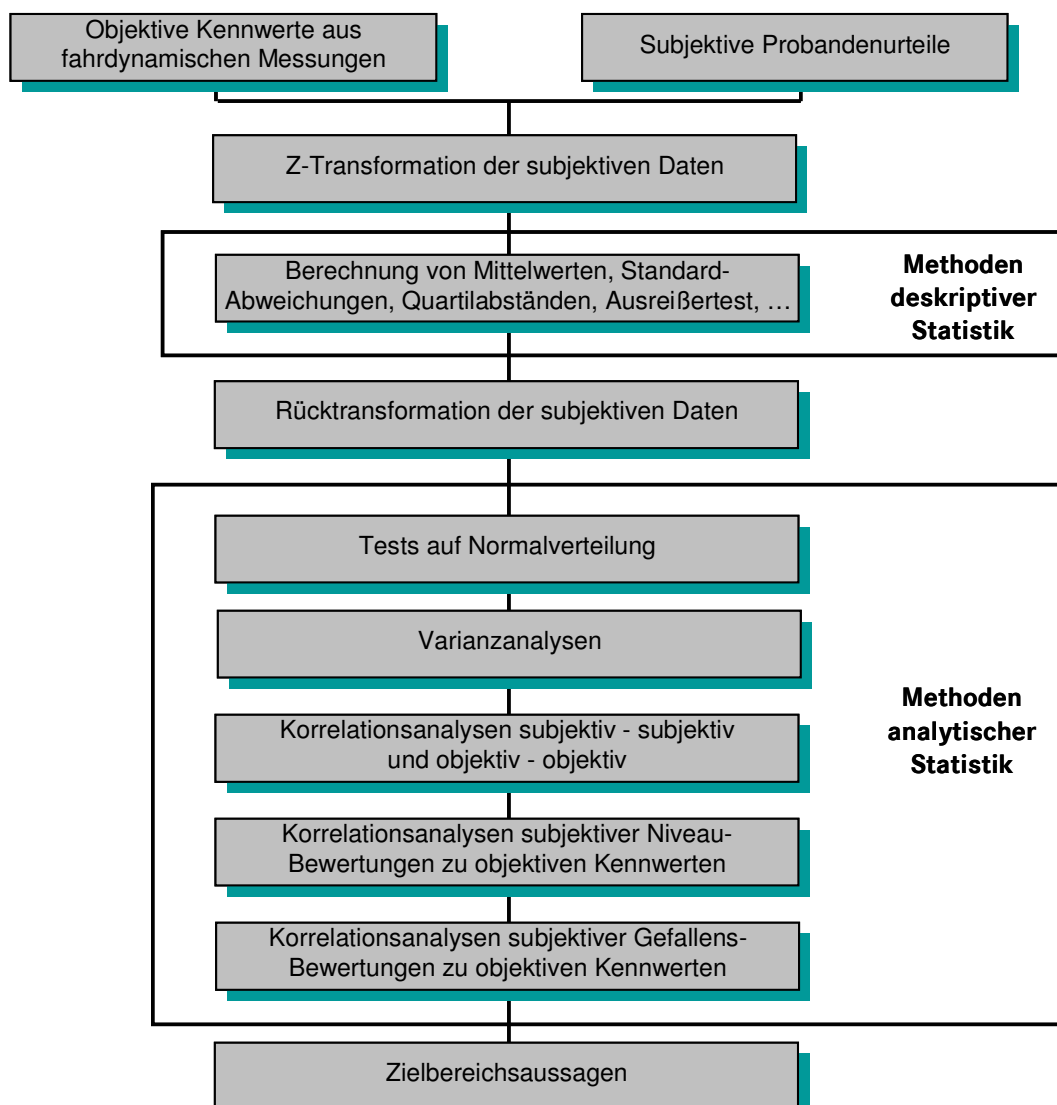 Objektive Kennwerte aus
fahrdynamischen Messungen
Subjektive Probandenurteile
Z-Transformation der subjektiven Daten
Berechnung von Mittelwerten, Standard-
Abweichungen, Quartilabständen, Ausreißertest, …
Methoden
deskriptiver
Statistik
Rücktransformation der subjektiven Daten
Tests auf Normalverteilung
Varianzanalysen
Korrelationsanalysen subjektiv - subjektiv
und objektiv - objektiv
Methoden
analytischer
Statistik
Korrelationsanalysen subjektiver Niveau-
Bewertungen zu objektiven Kennwerten
Korrelationsanalysen subjektiver Gefallens-
Bewertungen zu objektiven Kennwerten
Zielbereichsaussagen